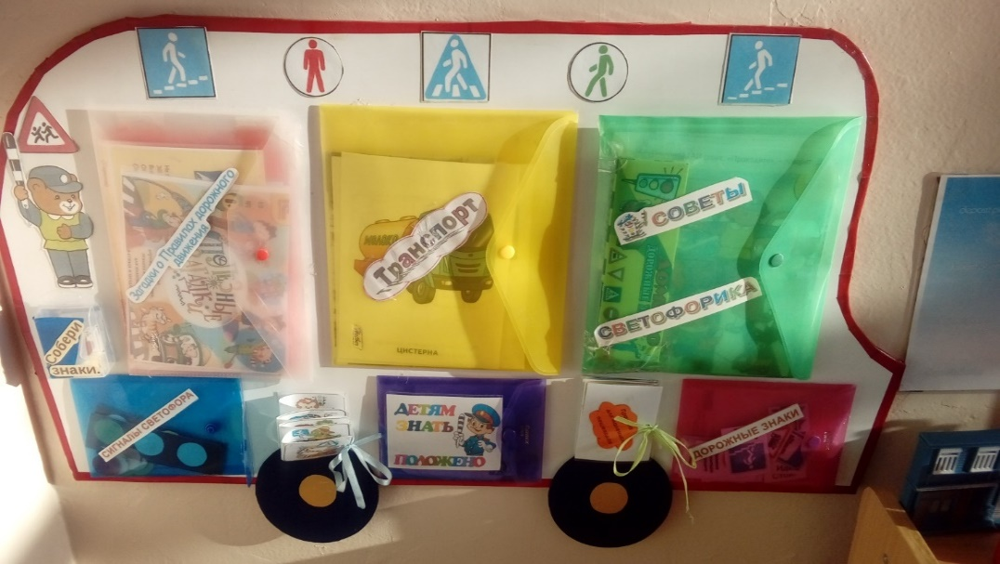 Загадки о Правилах дорожного
движения
Транспорт
СОВЕТЫ
СВЕТОФОРИКА
ЦИСТЕРНА
Собери
знаки.
СИГНАЛЫ СВЕТОФОРА
ДЕТЯМ
ЗНАТЬ
ПОЛОЖЕНО
ДОРОЖНЫЕ ЗНАКИ